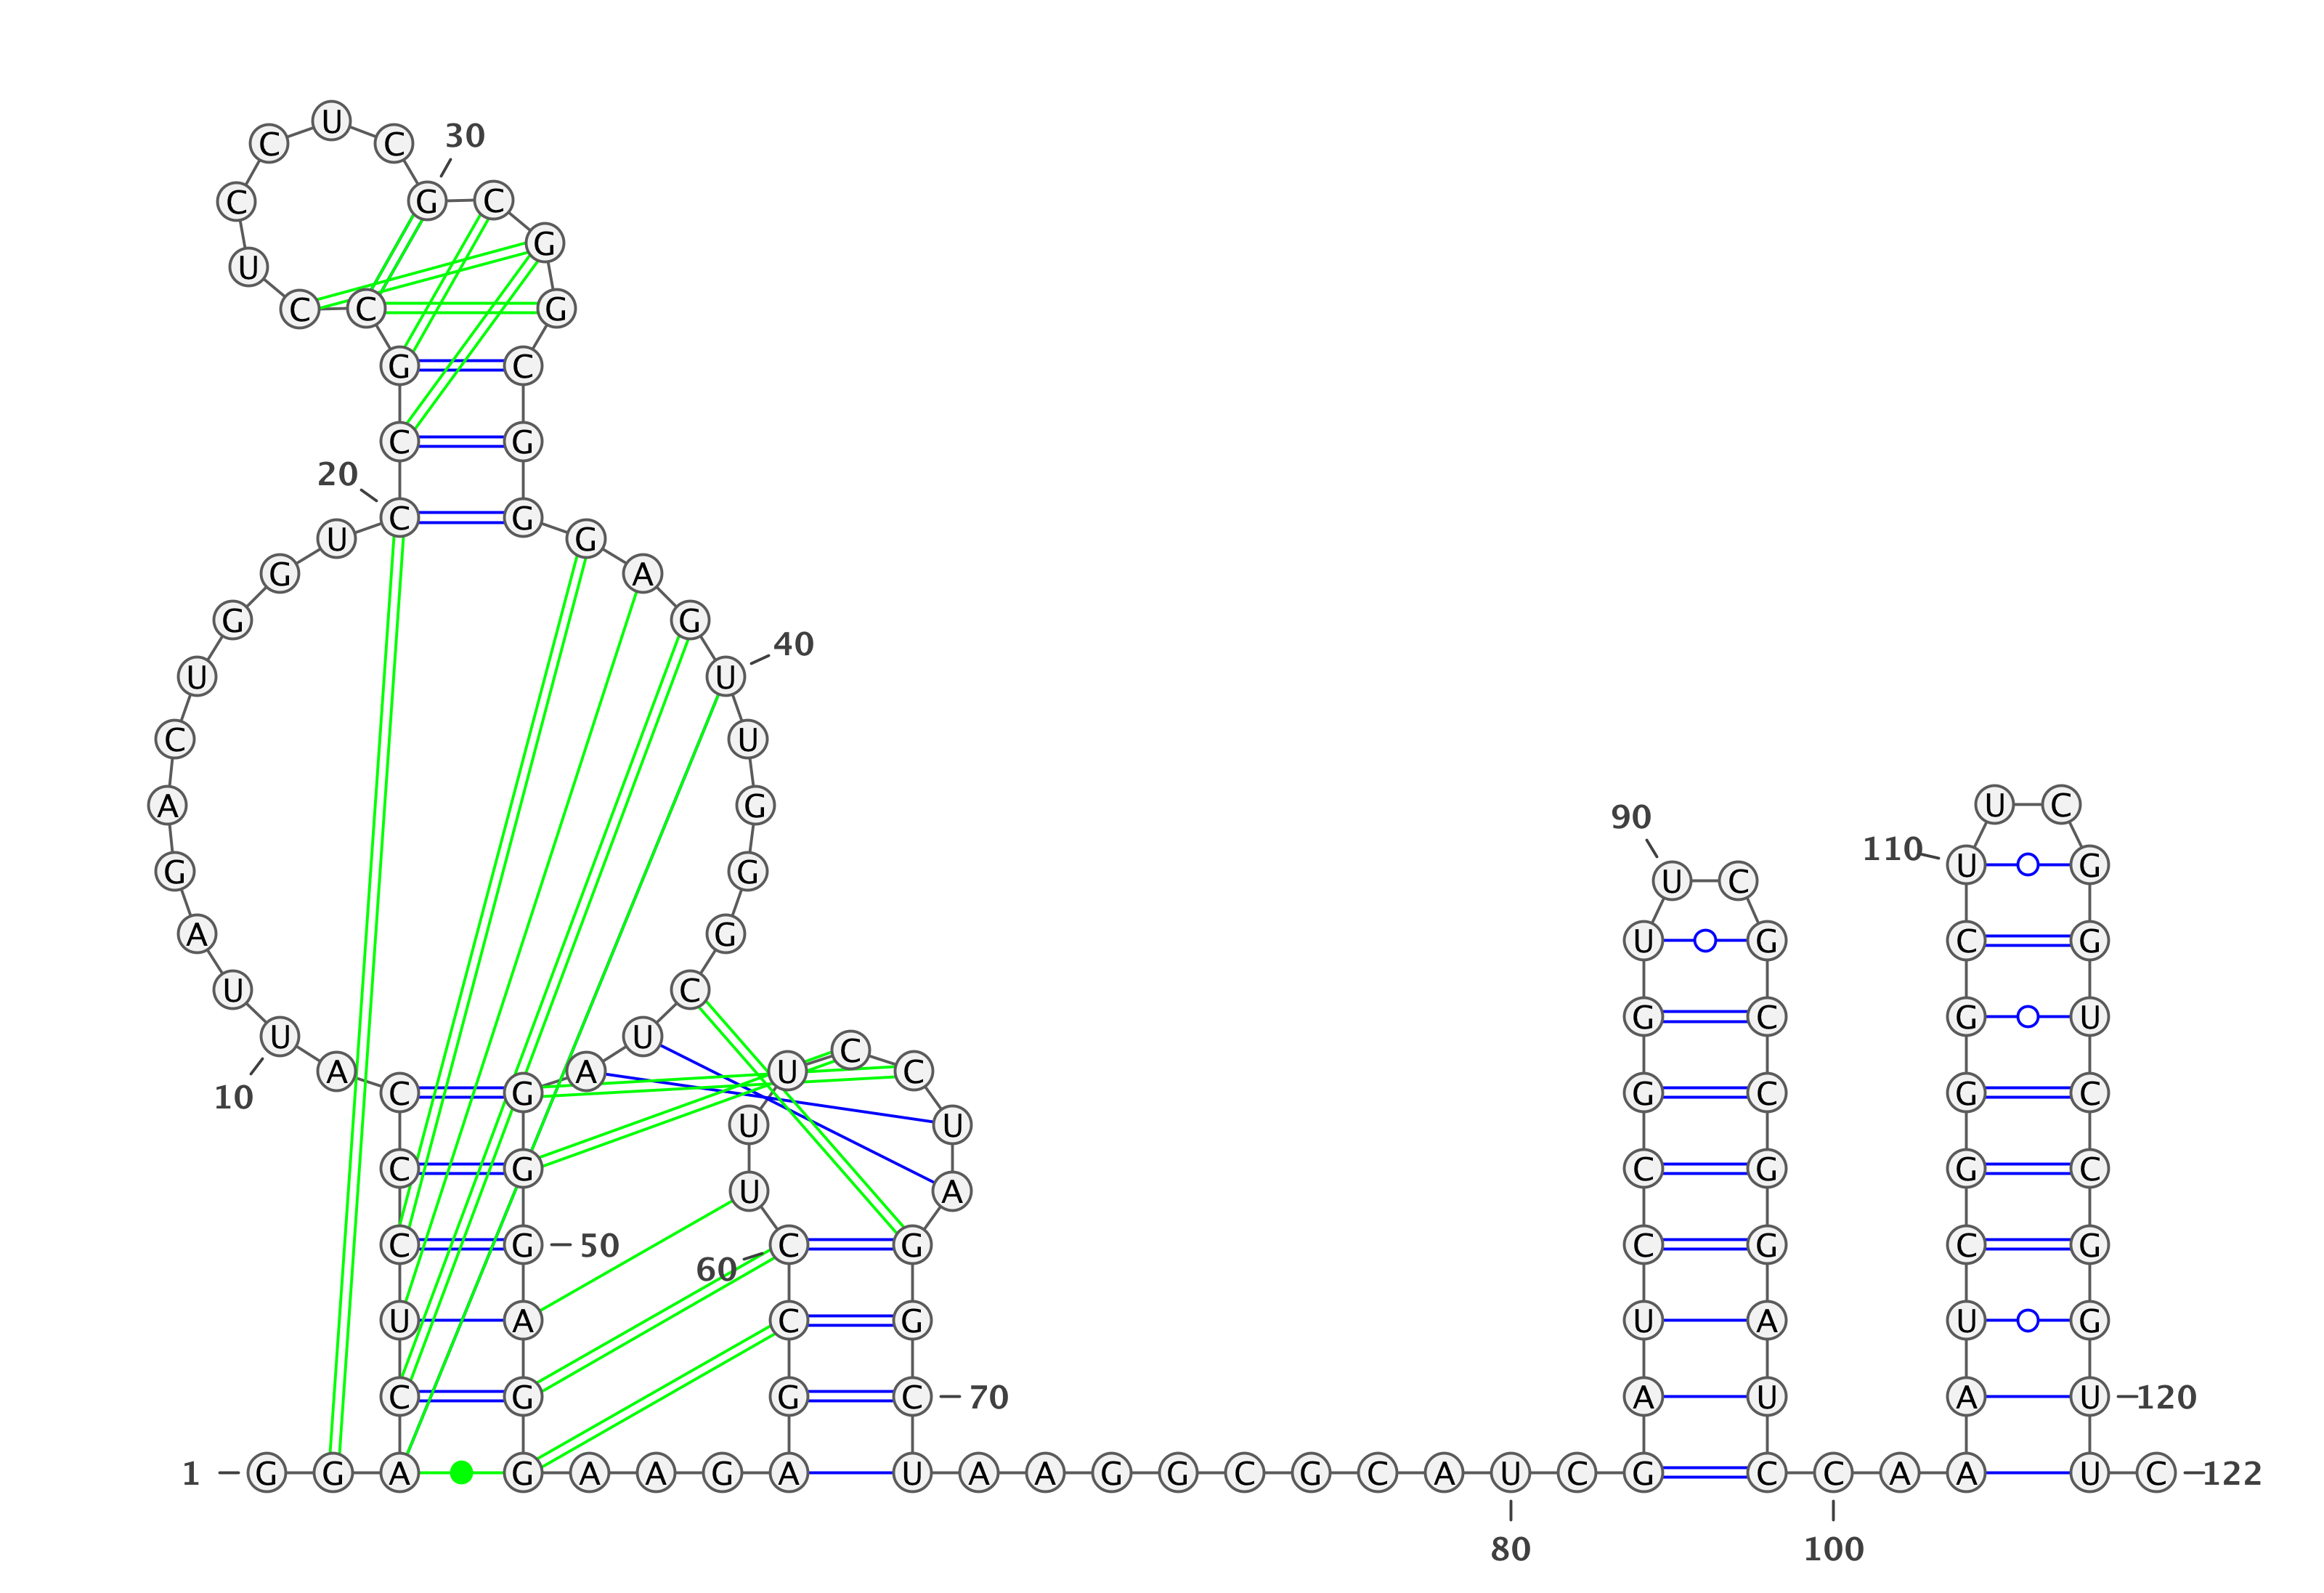 U
30
C C
C G C
G
U
C C G
G C
C G
20
C G
U G
G A
G G
40
U U
C U
A G U C
90
110
U G
G G U C
A G
U G C G
U C
G C G U
U U
C
A A U C
C G G C G C
10
U U
C G C G G C
U A
C G 50 C G C G C G
60
U A C G U A U G
C G G C 70 A U A U 120
1 G G A G A A G A U A A G G C G C A U C G C C A A U C 122
80 100